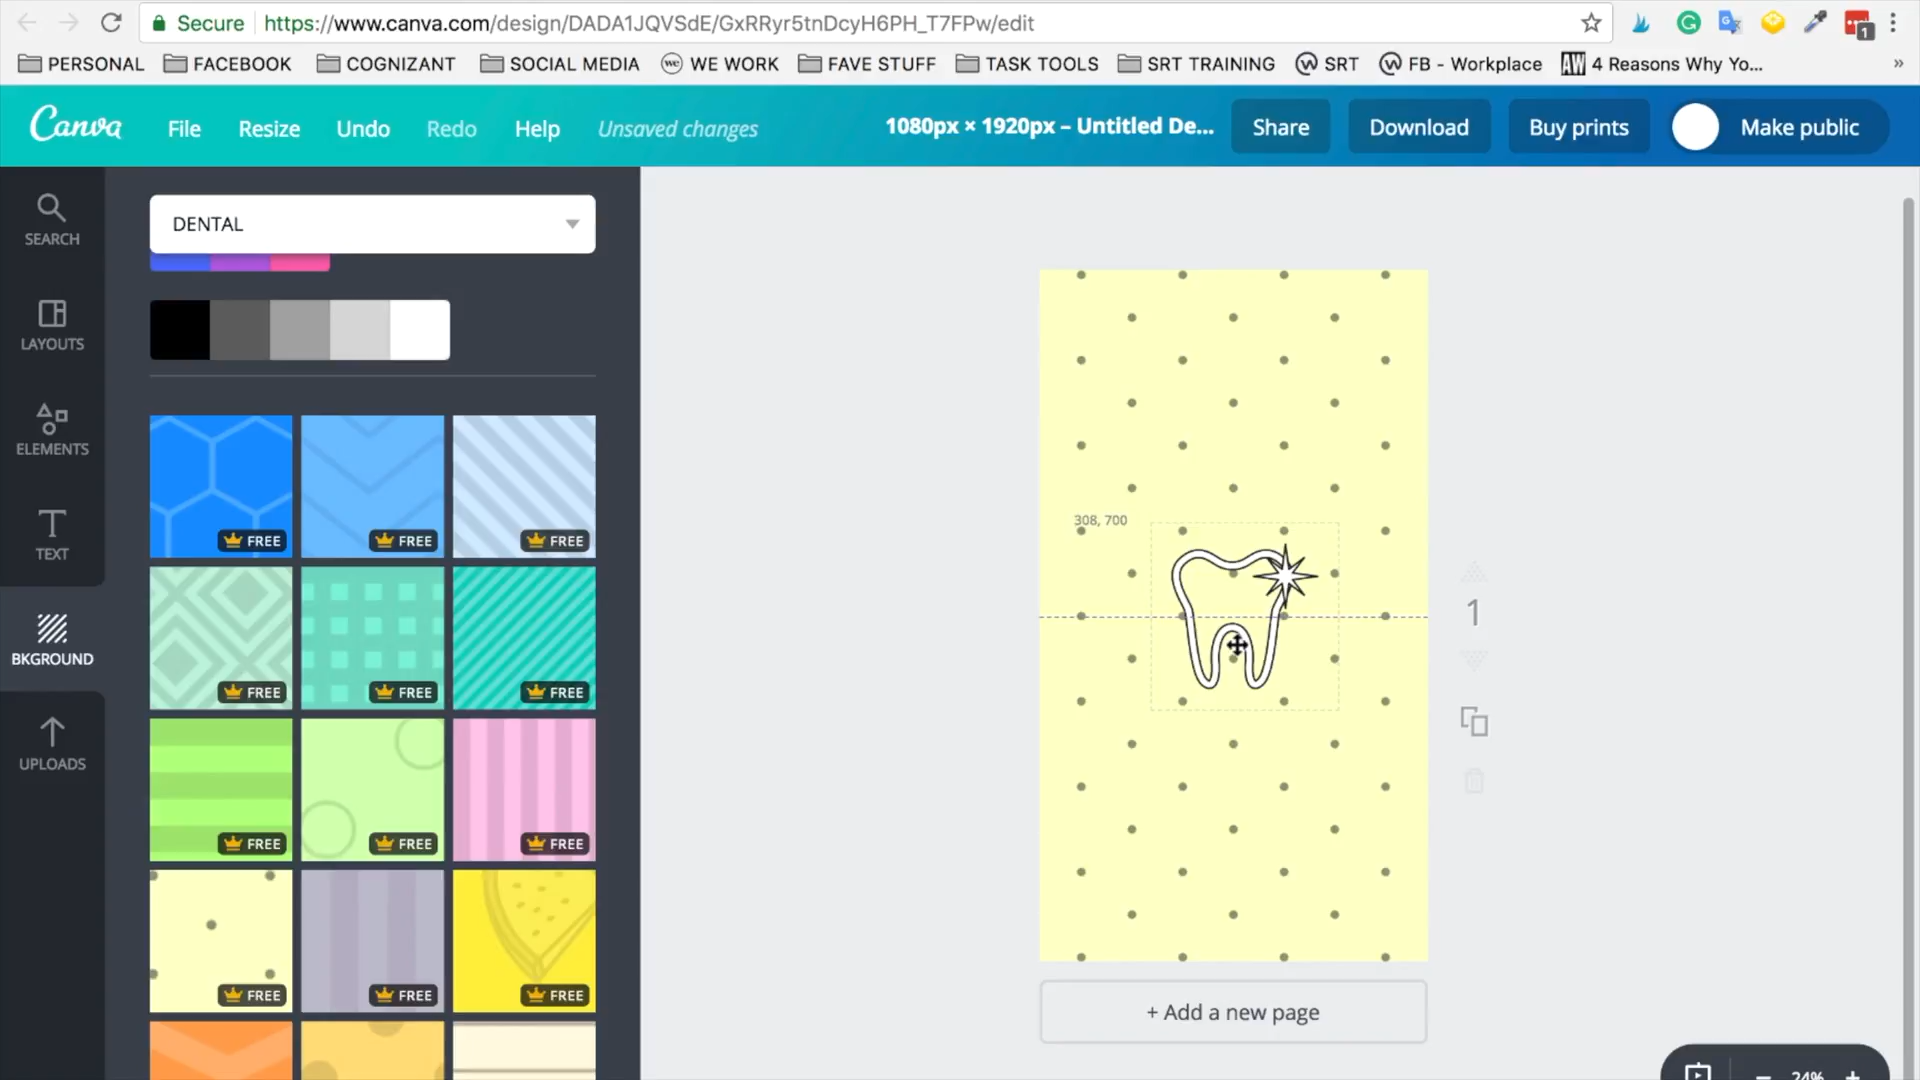 Secure https://www.canva.com/design/DADA1JQVSdE/GxRRyr5tnDcyH6PH_T7FPw/edit
1
PERSONAL FACEBOOK COGNIZANT SOCIAL MEDIA WE WORK FAVE STUFF TASK TOOLS SRT TRAINING SRT FB - Workplace AW 4 Reasons Why Yo... »
Canva File Resize Undo Redo Help Unsaved changes 1080px × 1920px – Untitled De... Share Download Buy prints Make public
SEARCH
LAYOUTS
ELEMENTS
TEXT
BKGROUND
UPLOADS
DENTAL
FREE FREE FREE
FREE FREE FREE
FREE FREE FREE
FREE FREE FREE
308, 700
1
+ Add a new page
24%